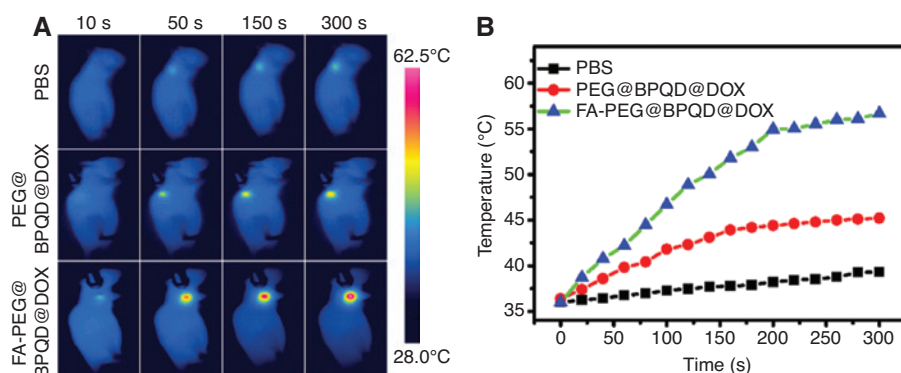 A
10 s 50 s 150 s 300 s
PBS
PEG@
BPQD@DOX
FA-PEG@
BPQD@DOX
62.5°C
28.0°C
B
PBS
PEG@BPQD@DOX
FA-PEG@BPQD@DOX
Temperature (°C)
60
55
50
45
40
35
0 50 100 150 200 250 300
Time (s)